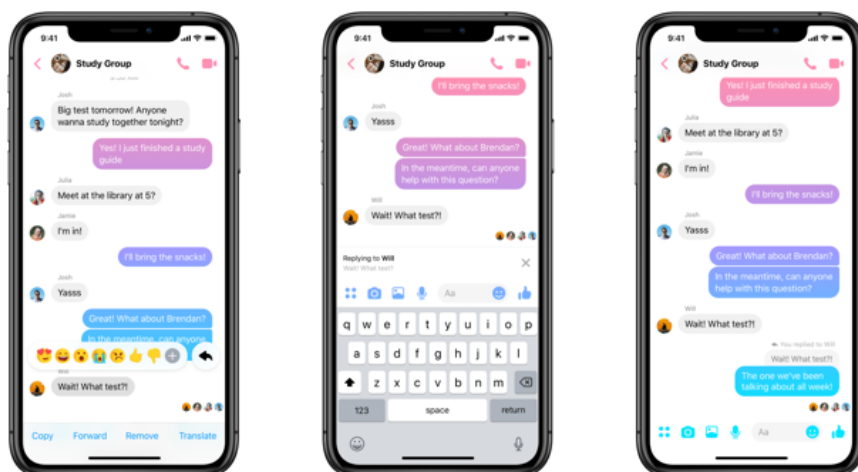 9:41
Study Group
Josh
Big test tomorrow! Anyone
wanna study together tonight?
Yes! I just finished a study
guide
Julia
Meet at the library at 5?
Jamie
I'm in!
I'll bring the snacks!
Josh
Yasss
Great! What about Brendan?
In the meantime, can anyone
Will
Wait! What test?!
Copy Forward Remove Translate
9:41
Study Group
I'll bring the snacks!
Josh
Yasss
Great! What about Brendan?
In the meantime, can anyone
help with this question?
Will
Wait! What test?!
Replying to Will
Wait! What test?
Aa
q w e r t y u i o p
a s d f g h j k l
z x c v b n m
123 space return
9:41
Study Group
Yes! I just finished a study
guide
Julia
Meet at the library at 5?
Jamie
I'm in!
I'll bring the snacks!
Josh
Yasss
Great! What about Brendan?
In the meantime, can anyone
help with this question?
Will
Wait! What test?!
You replied to Will
Wait! What test?!
The one we've been
talking about all week!
Aa